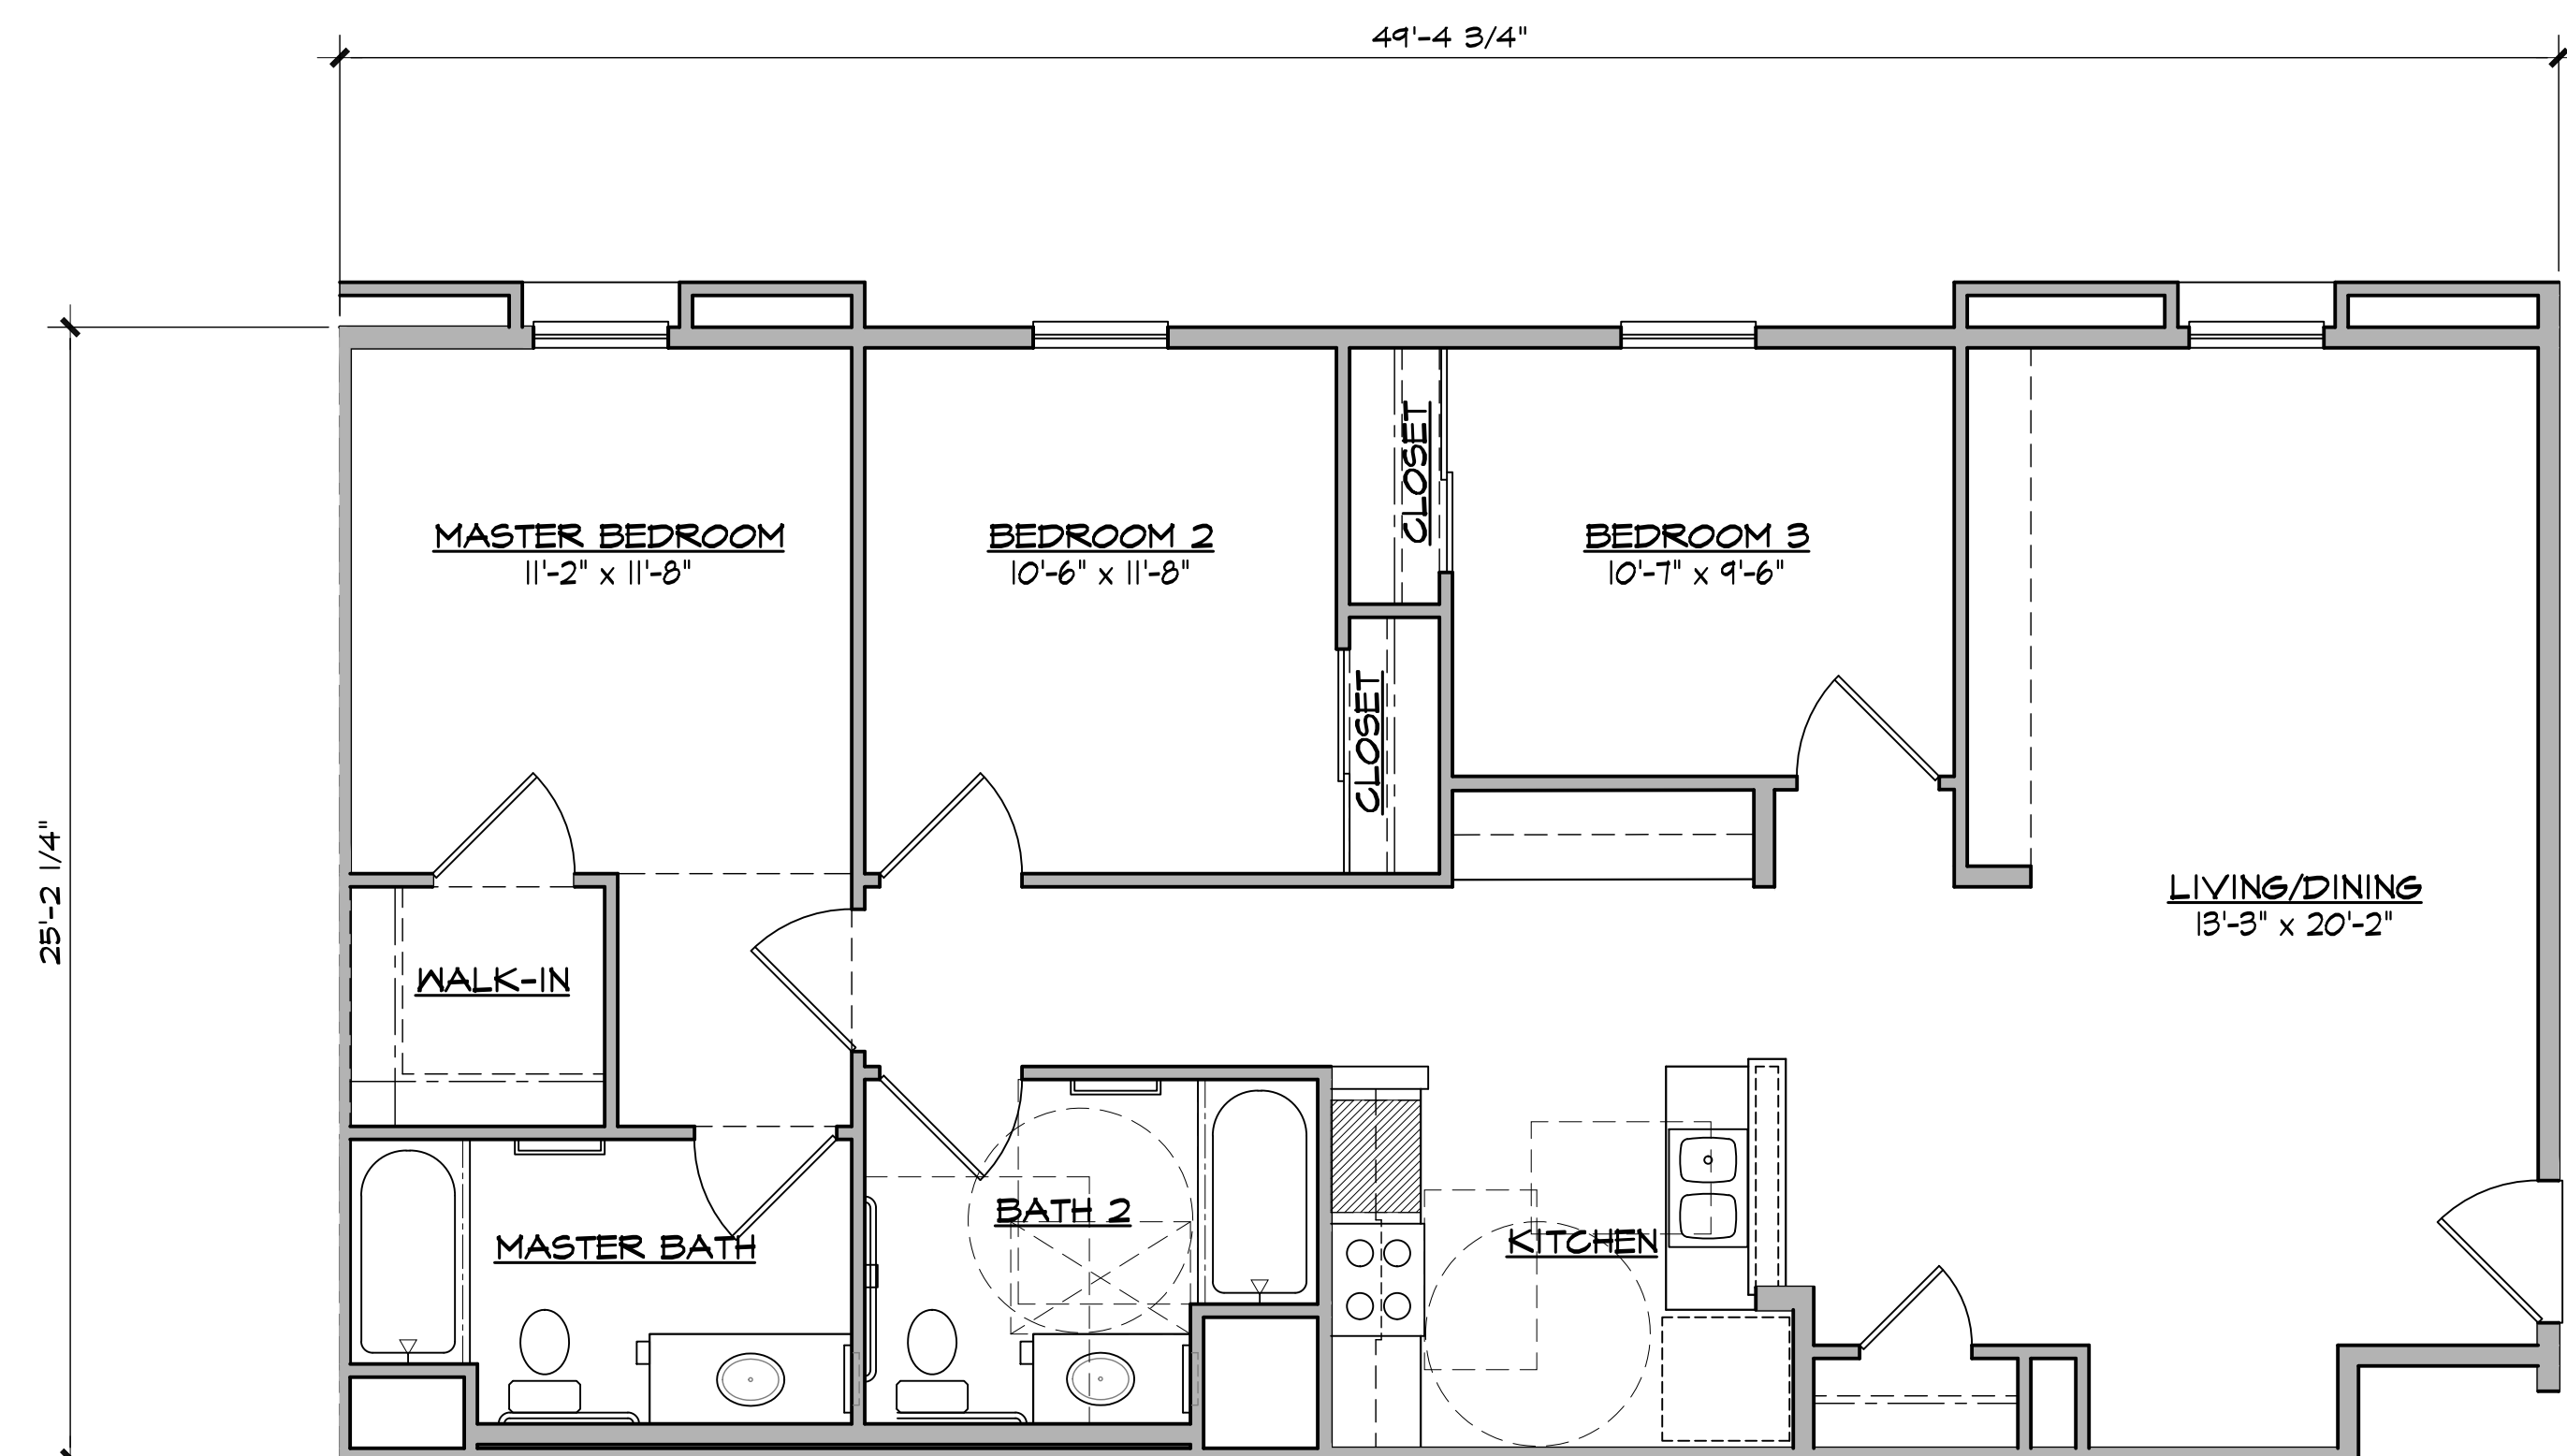 49'-4 3/4"
CLOSET
MASTER BEDROOM
11'-2" x 11'-8"
BEDROOM 2
10'-6" x 11'-8"
BEDROOM 3
10'-7" x 9'-6"
CLOSET
25'-2 1/4"
LIVING/DINING
13'-3" x 20'-2"
WALK-IN
BATH 2
MASTER BATH
KITCHEN